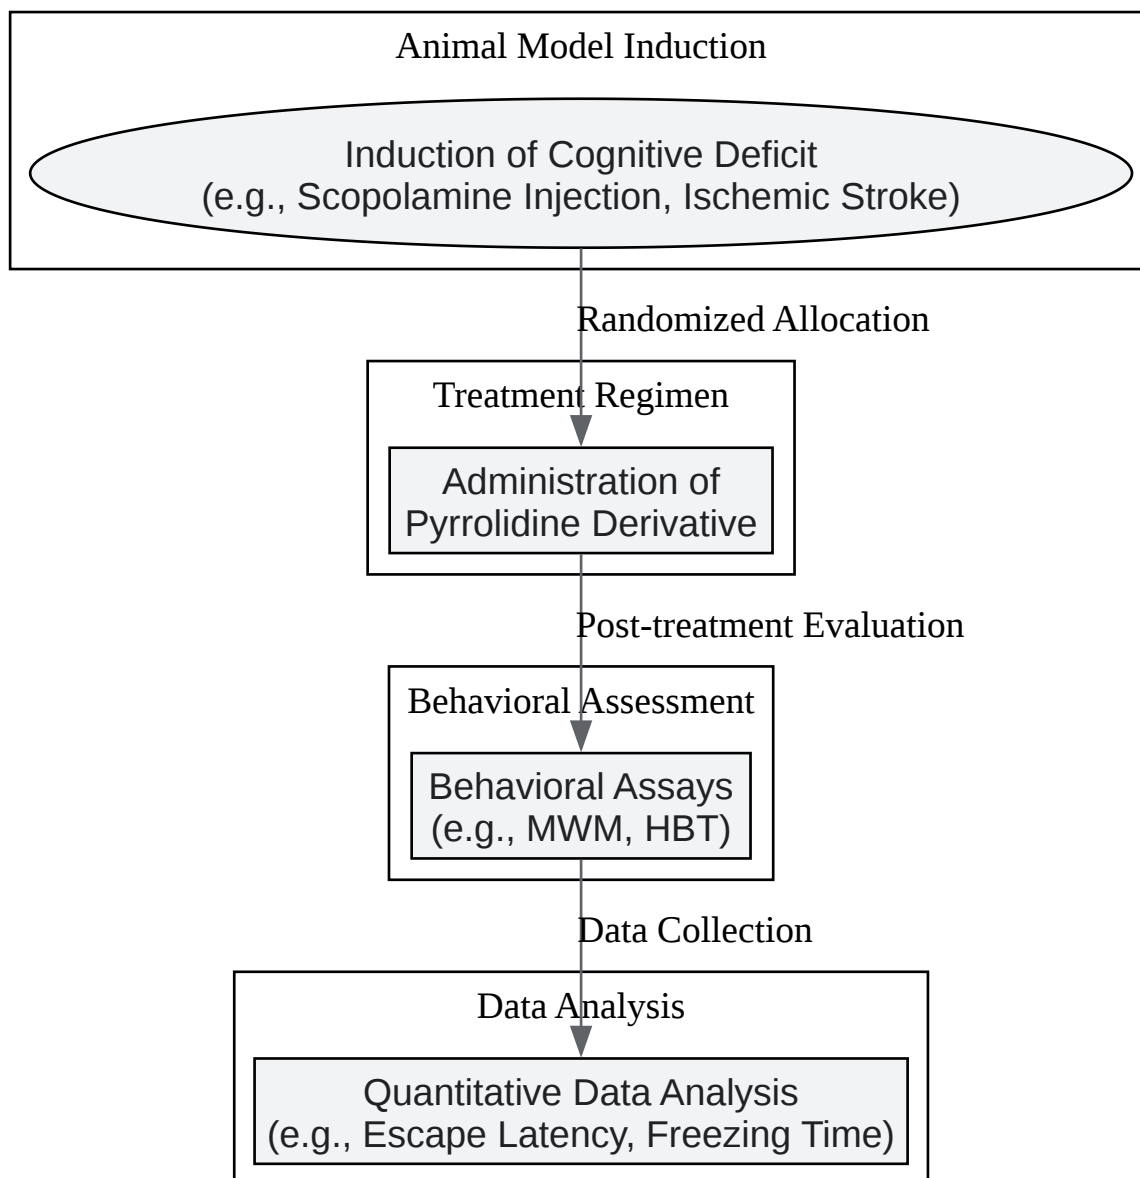 Animal Model Induction
Induction of Cognitive Deficit
(e.g., Scopolamine Injection, Ischemic Stroke)
Randomized Allocation
Treatment Regimen
Administration of
Pyrrolidine Derivative
Post-treatment Evaluation
Behavioral Assessment
Behavioral Assays
(e.g., MWM, HBT)
Data Collection
Data Analysis
Quantitative Data Analysis
(e.g., Escape Latency, Freezing Time)